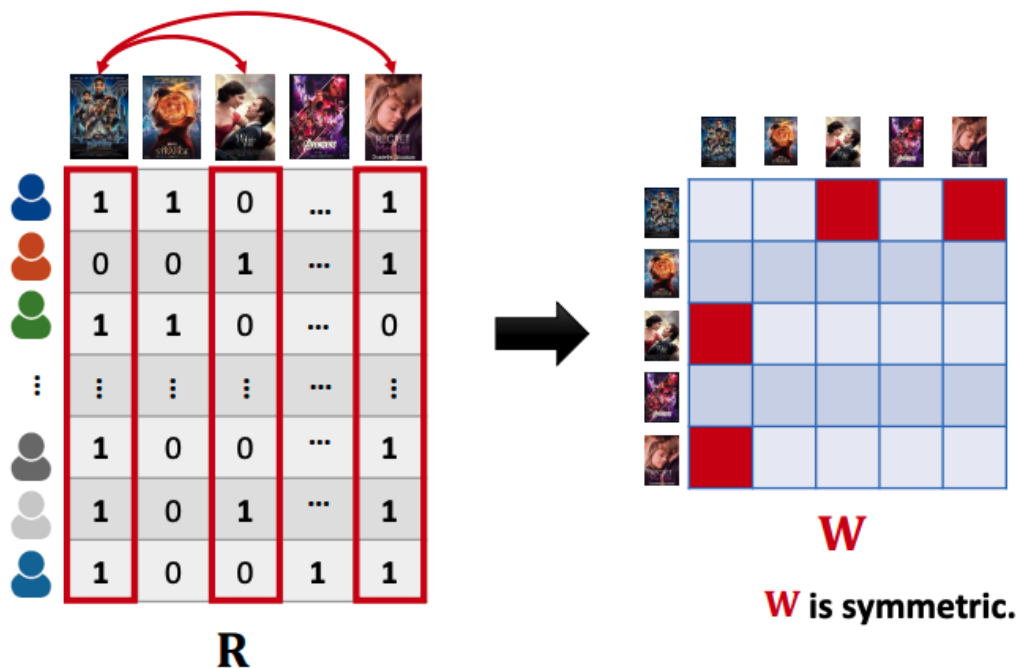 1 1 0 ... 1
0 0 1 ... 1
1 1 0 ... 0
⋮ ⋮ ⋮ ⋮ ... ⋮
1 0 0 ... 1
1 0 1 ... 1
1 0 0 1 1
R
W
W is symmetric.